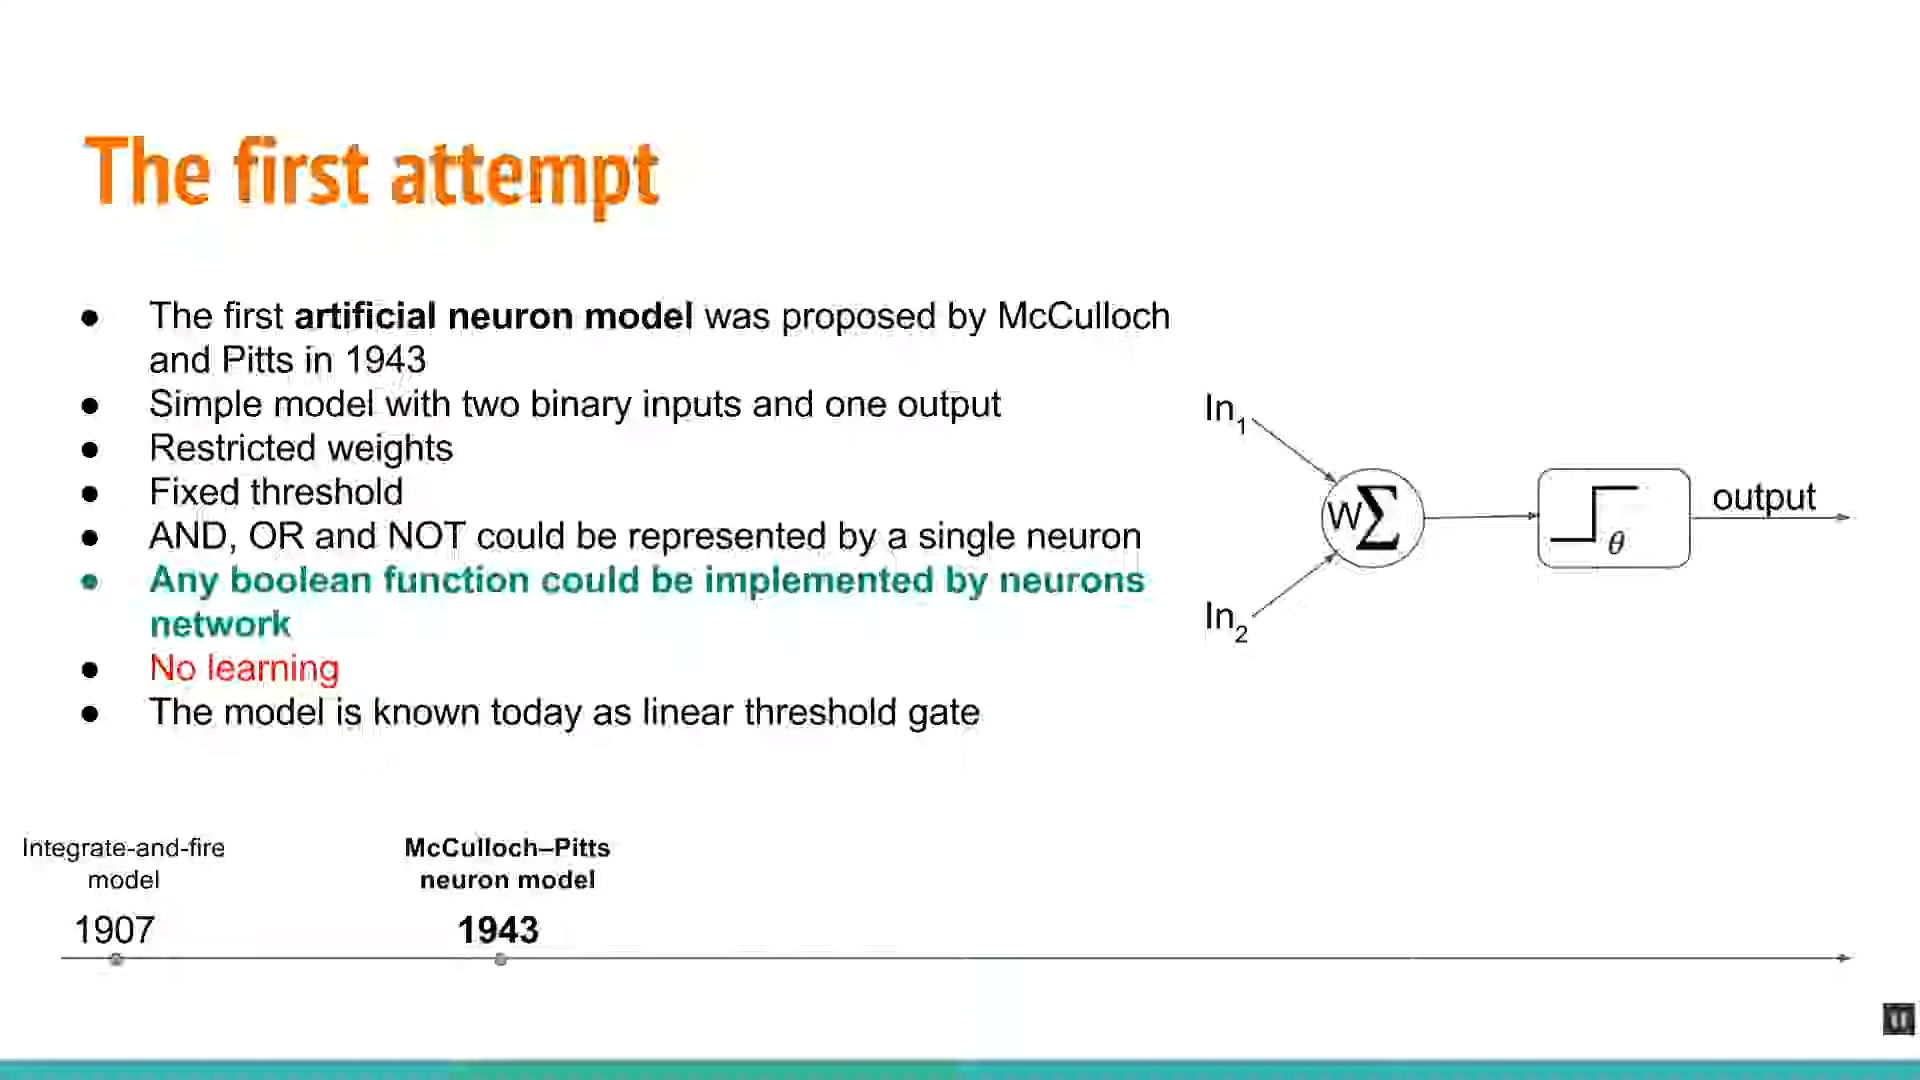 The first attempt
● The first artificial neuron model was proposed by McCulloch
and Pitts in 1943
● Simple model with two binary inputs and one output
● Restricted weights
● Fixed threshold
● AND, OR and NOT could be represented by a single neuron
● Any boolean function could be implemented by neurons
network
● No learning
● The model is known today as linear threshold gate
In1
W∑
θ
output
In2
Integrate-and-fire
model
1907
McCulloch–Pitts
neuron model
1943